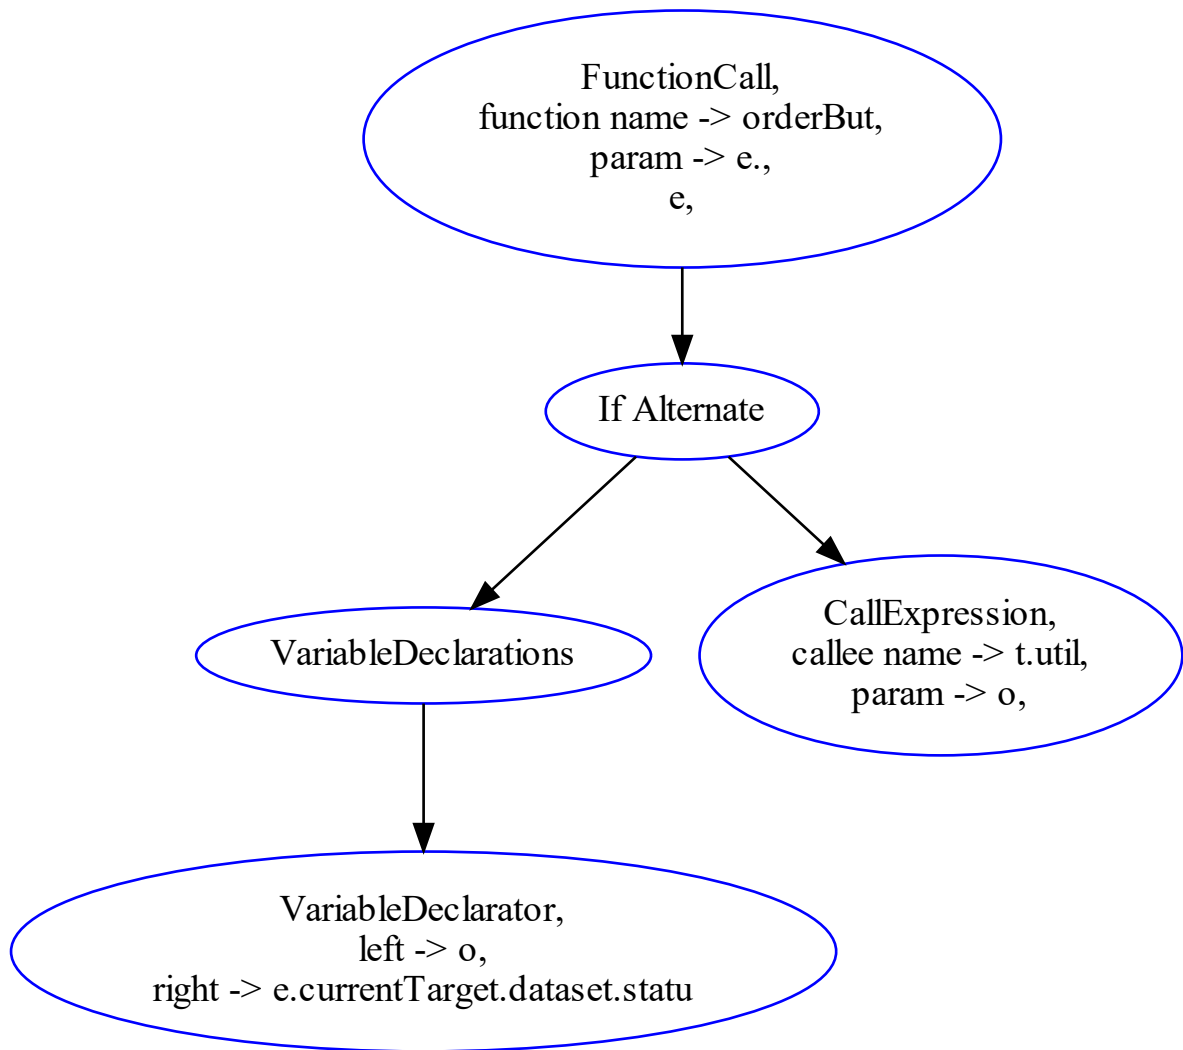 FunctionCall,
function name -> orderBut,
param -> e.,
e,
If Alternate
VariableDeclarations
CallExpression,
callee name -> t.util,
param -> o,
VariableDeclarator,
left -> o,
right -> e.currentTarget.dataset.statu